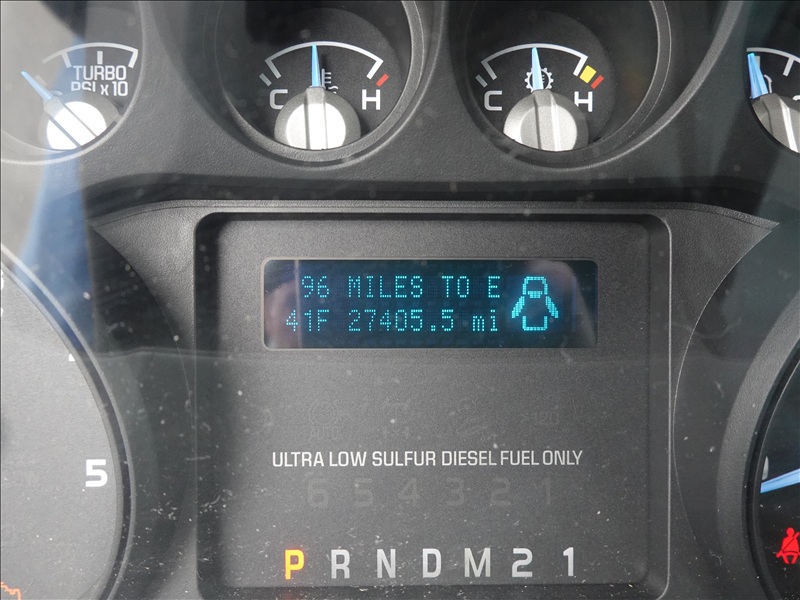 TURBO
PSI x 10
C H
C H
96 MILES TO E
41F 27405.5 mi
5
ULTRA LOW SULFUR DIESEL FUEL ONLY
6 5 4 3 2 1
P R N D M 2 1